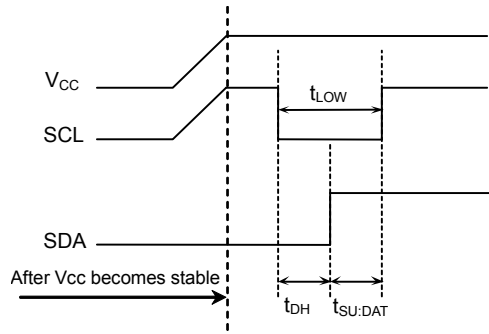 VCC
SCL
tLOW
SDA
After Vcc becomes stable
tDH
tSU:DAT